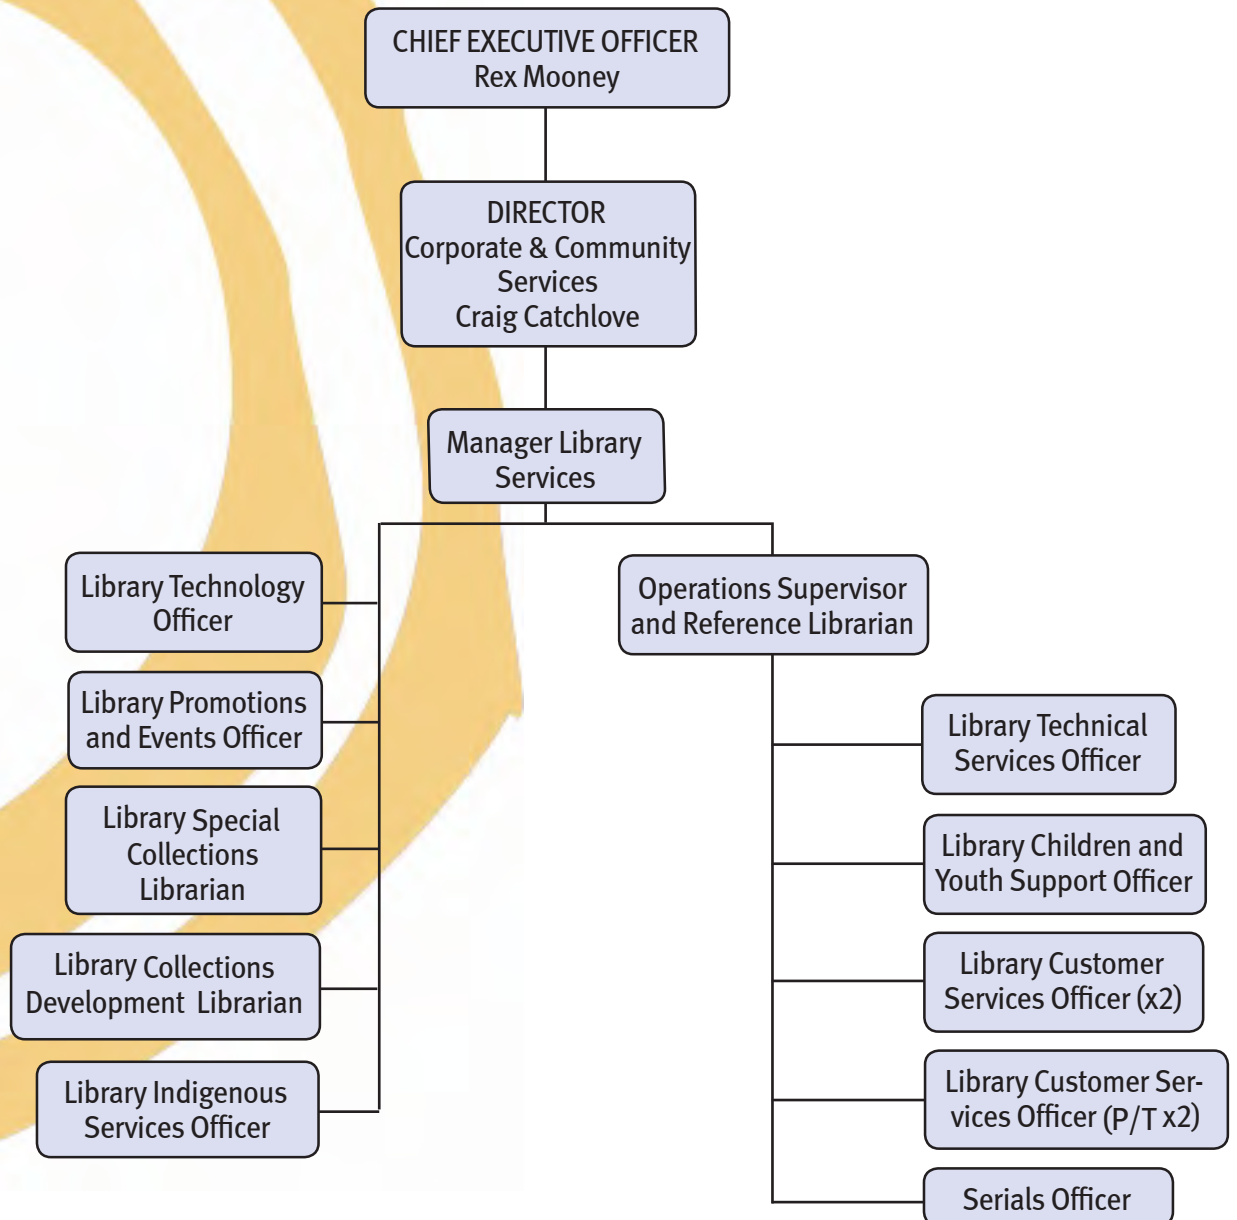 CHIEF EXECUTIVE OFFICER
Rex Mooney
DIRECTOR
Corporate & Community
Services
Craig Catchlove
Manager Library
Services
Library Technology
Officer
Library Promotions
and Events Officer
Library Special
Collections
Librarian
Library Collections
Development Librarian
Library Indigenous
Services Officer
Operations Supervisor
and Reference Librarian
Library Technical
Services Officer
Library Children and
Youth Support Officer
Library Customer
Services Officer (x2)
Library Customer Ser-
vices Officer (P/T x2)
Serials Officer